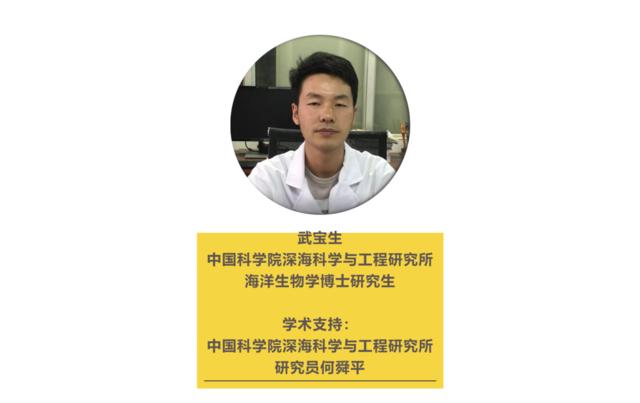 武宝生
中国科学院深海科学与工程研究所
海洋生物学博士研究生
学术支持：
中国科学院深海科学与工程研究所
研究员何舜平